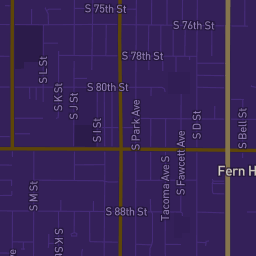 S 75th St
S 76th St
S 78th St
S L St
S 80th St
S K St
S J St
S I St
S Park Ave
S D St
S Bell St
Tacoma Ave S
S Fawcett Ave
Fern H
S M St
S 88th St
S K St